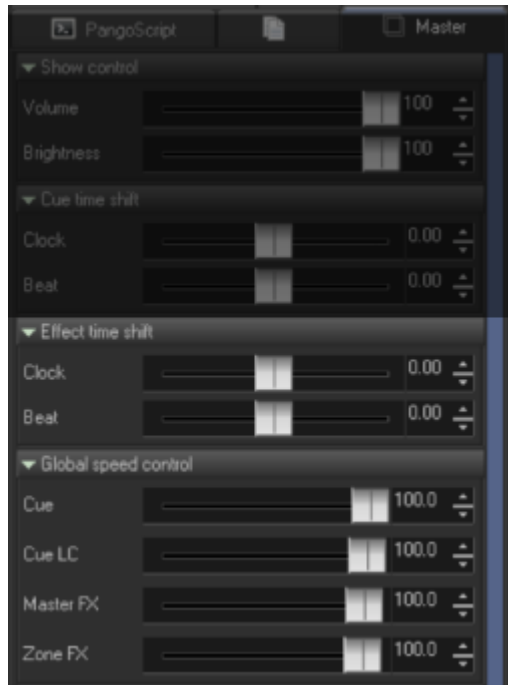 PangoScript Master
Show control
Volume 100
Brightness 100
Cue time shift
Clock 0.00
Beat 0.00
Effect time shift
Clock 0.00
Beat 0.00
Global speed control
Cue 100.0
Cue LC 100.0
Master FX 100.0
Zone FX 100.0